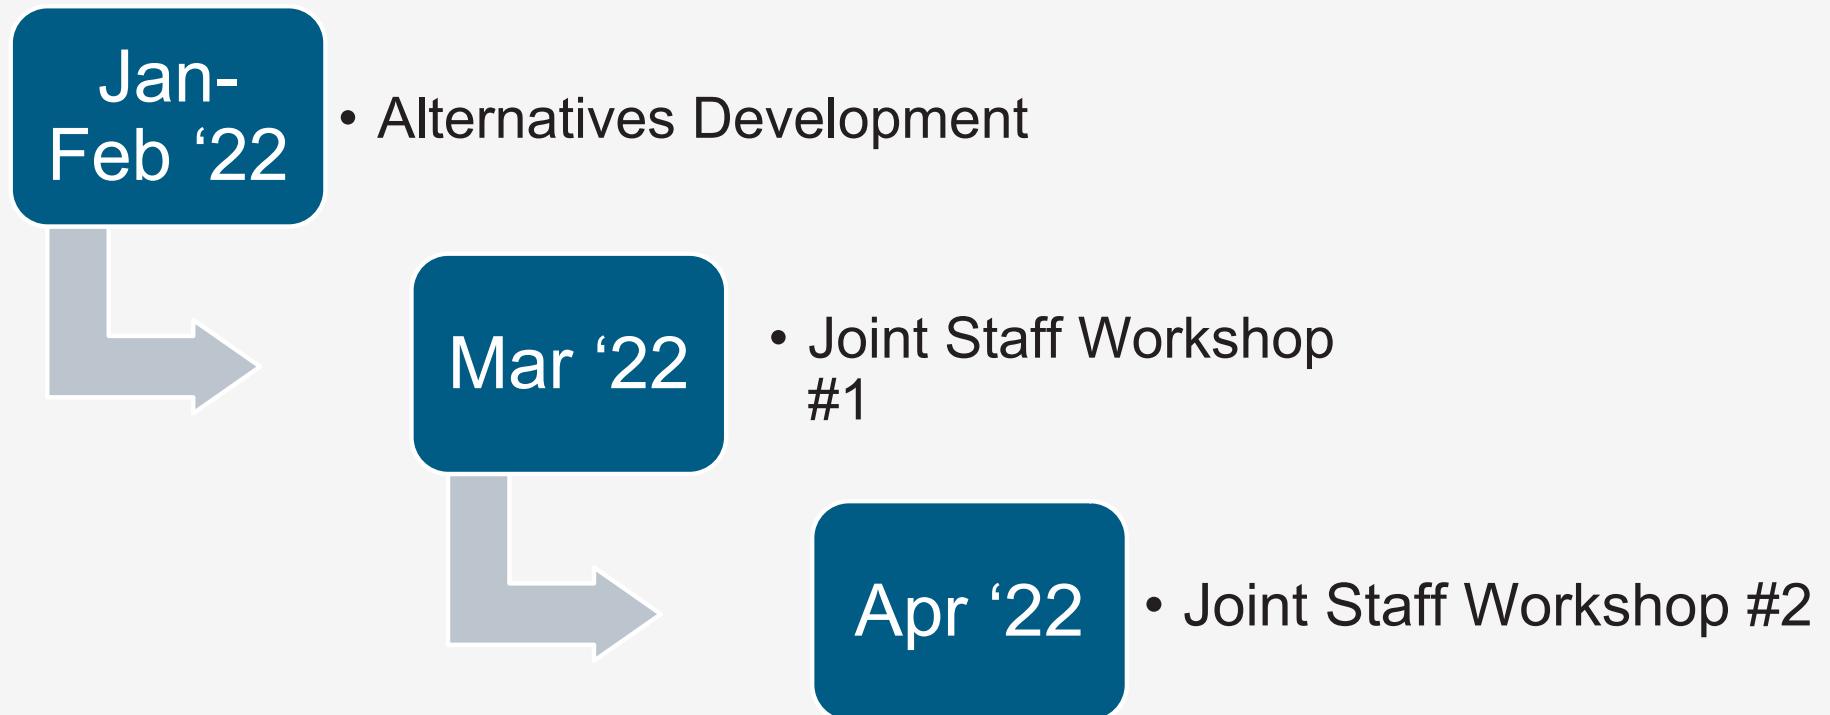 Jan-
Feb ‘22
• Alternatives Development
Mar ‘22
• Joint Staff Workshop
#1
Apr ‘22
• Joint Staff Workshop #2